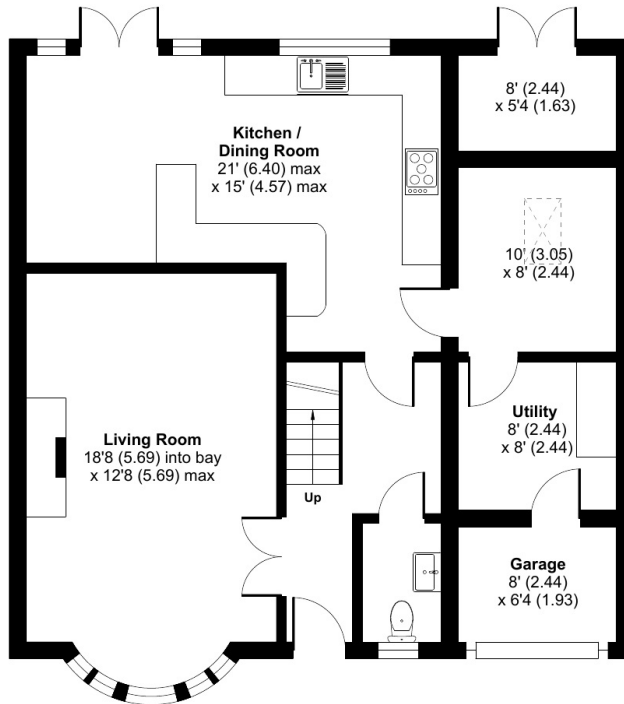 8' (2.44)
x 5'4 (1.63)
Kitchen /
Dining Room
21' (6.40) max
x 15' (4.57) max
10' (3.05)
x 8' (2.44)
Living Room
18'8 (5.69) into bay
x 12'8 (5.69) max
Utility
8' (2.44)
x 8' (2.44)
Up
Garage
8' (2.44)
x 6'4 (1.93)